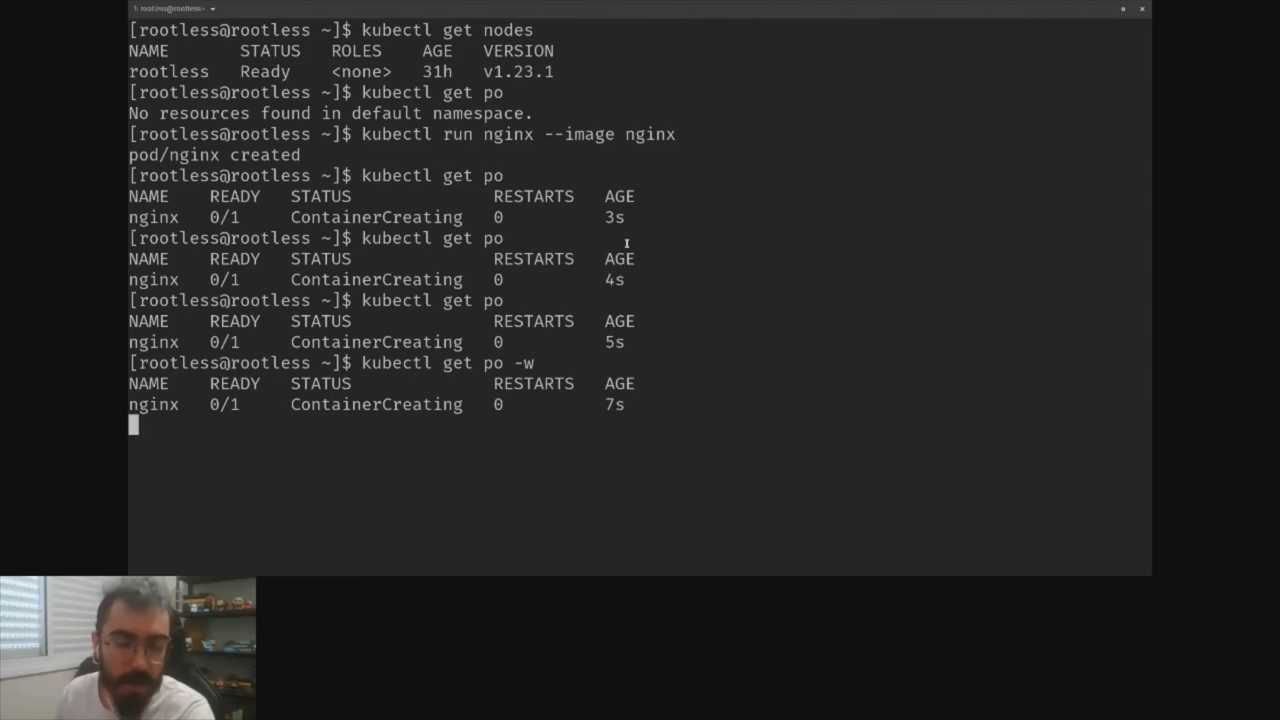 1: rootless@rootless:~
[rootless@rootless ~]$ kubectl get nodes
NAME STATUS ROLES AGE VERSION
rootless Ready <none> 31h v1.23.1
[rootless@rootless ~]$ kubectl get po
No resources found in default namespace.
[rootless@rootless ~]$ kubectl run nginx --image nginx
pod/nginx created
[rootless@rootless ~]$ kubectl get po
NAME READY STATUS RESTARTS AGE
nginx 0/1 ContainerCreating 0 3s
[rootless@rootless ~]$ kubectl get po
NAME READY STATUS RESTARTS AGE
nginx 0/1 ContainerCreating 0 4s
[rootless@rootless ~]$ kubectl get po
NAME READY STATUS RESTARTS AGE
nginx 0/1 ContainerCreating 0 5s
[rootless@rootless ~]$ kubectl get po -w
NAME READY STATUS RESTARTS AGE
nginx 0/1 ContainerCreating 0 7s